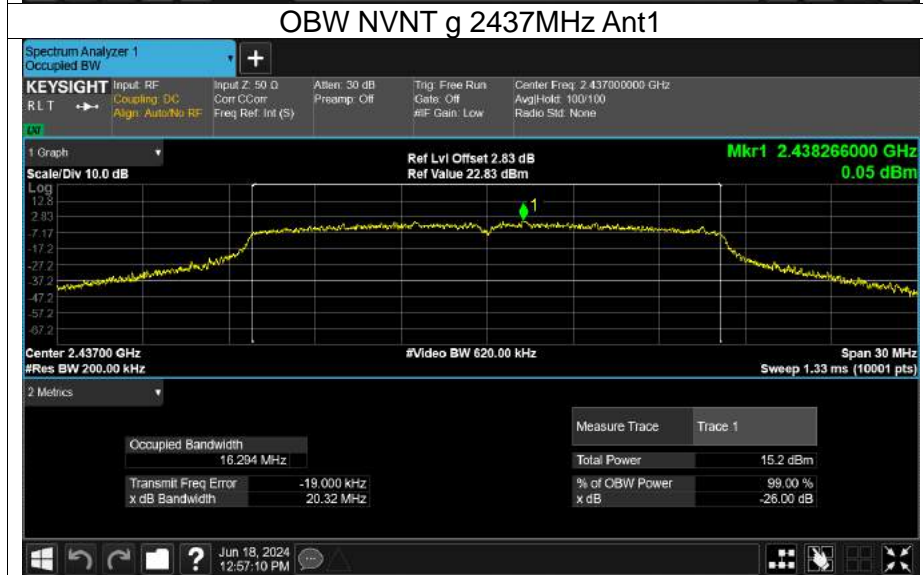 OBW NVNT g 2437MHz Ant1
Spectrum Analyzer 1
Occupied BW
+
KEYSIGHT Input: RF Input Z: 50 Ω Atten: 30 dB Trig: Free Run Center Freq: 2.437000000 GHz
RLT Coupling: DC Corr CCorr Preamp: Off Gate: Off Avg|Hold: 100/100
Align: Auto/No RF Freq Ref: Int (S) #IF Gain: Low Radio Std: None
LXI
1 Graph Ref Lvl Offset 2.83 dB Mkr1 2.438266000 GHz
Scale/Div 10.0 dB Ref Value 22.83 dBm 0.05 dBm
Log
12.8
1
2.83
-7.17
-17.2
-27.2
-37.2
-47.2
-57.2
-67.2
Center 2.43700 GHz #Video BW 620.00 kHz Span 30 MHz
#Res BW 200.00 kHz Sweep 1.33 ms (10001 pts)
2 Metrics
Measure Trace Trace 1
Occupied Bandwidth
16.294 MHz Total Power 15.2 dBm
Transmit Freq Error -19.000 kHz % of OBW Power 99.00 %
x dB Bandwidth 20.32 MHz x dB -26.00 dB
? Jun 18, 2024
12:57:10 PM